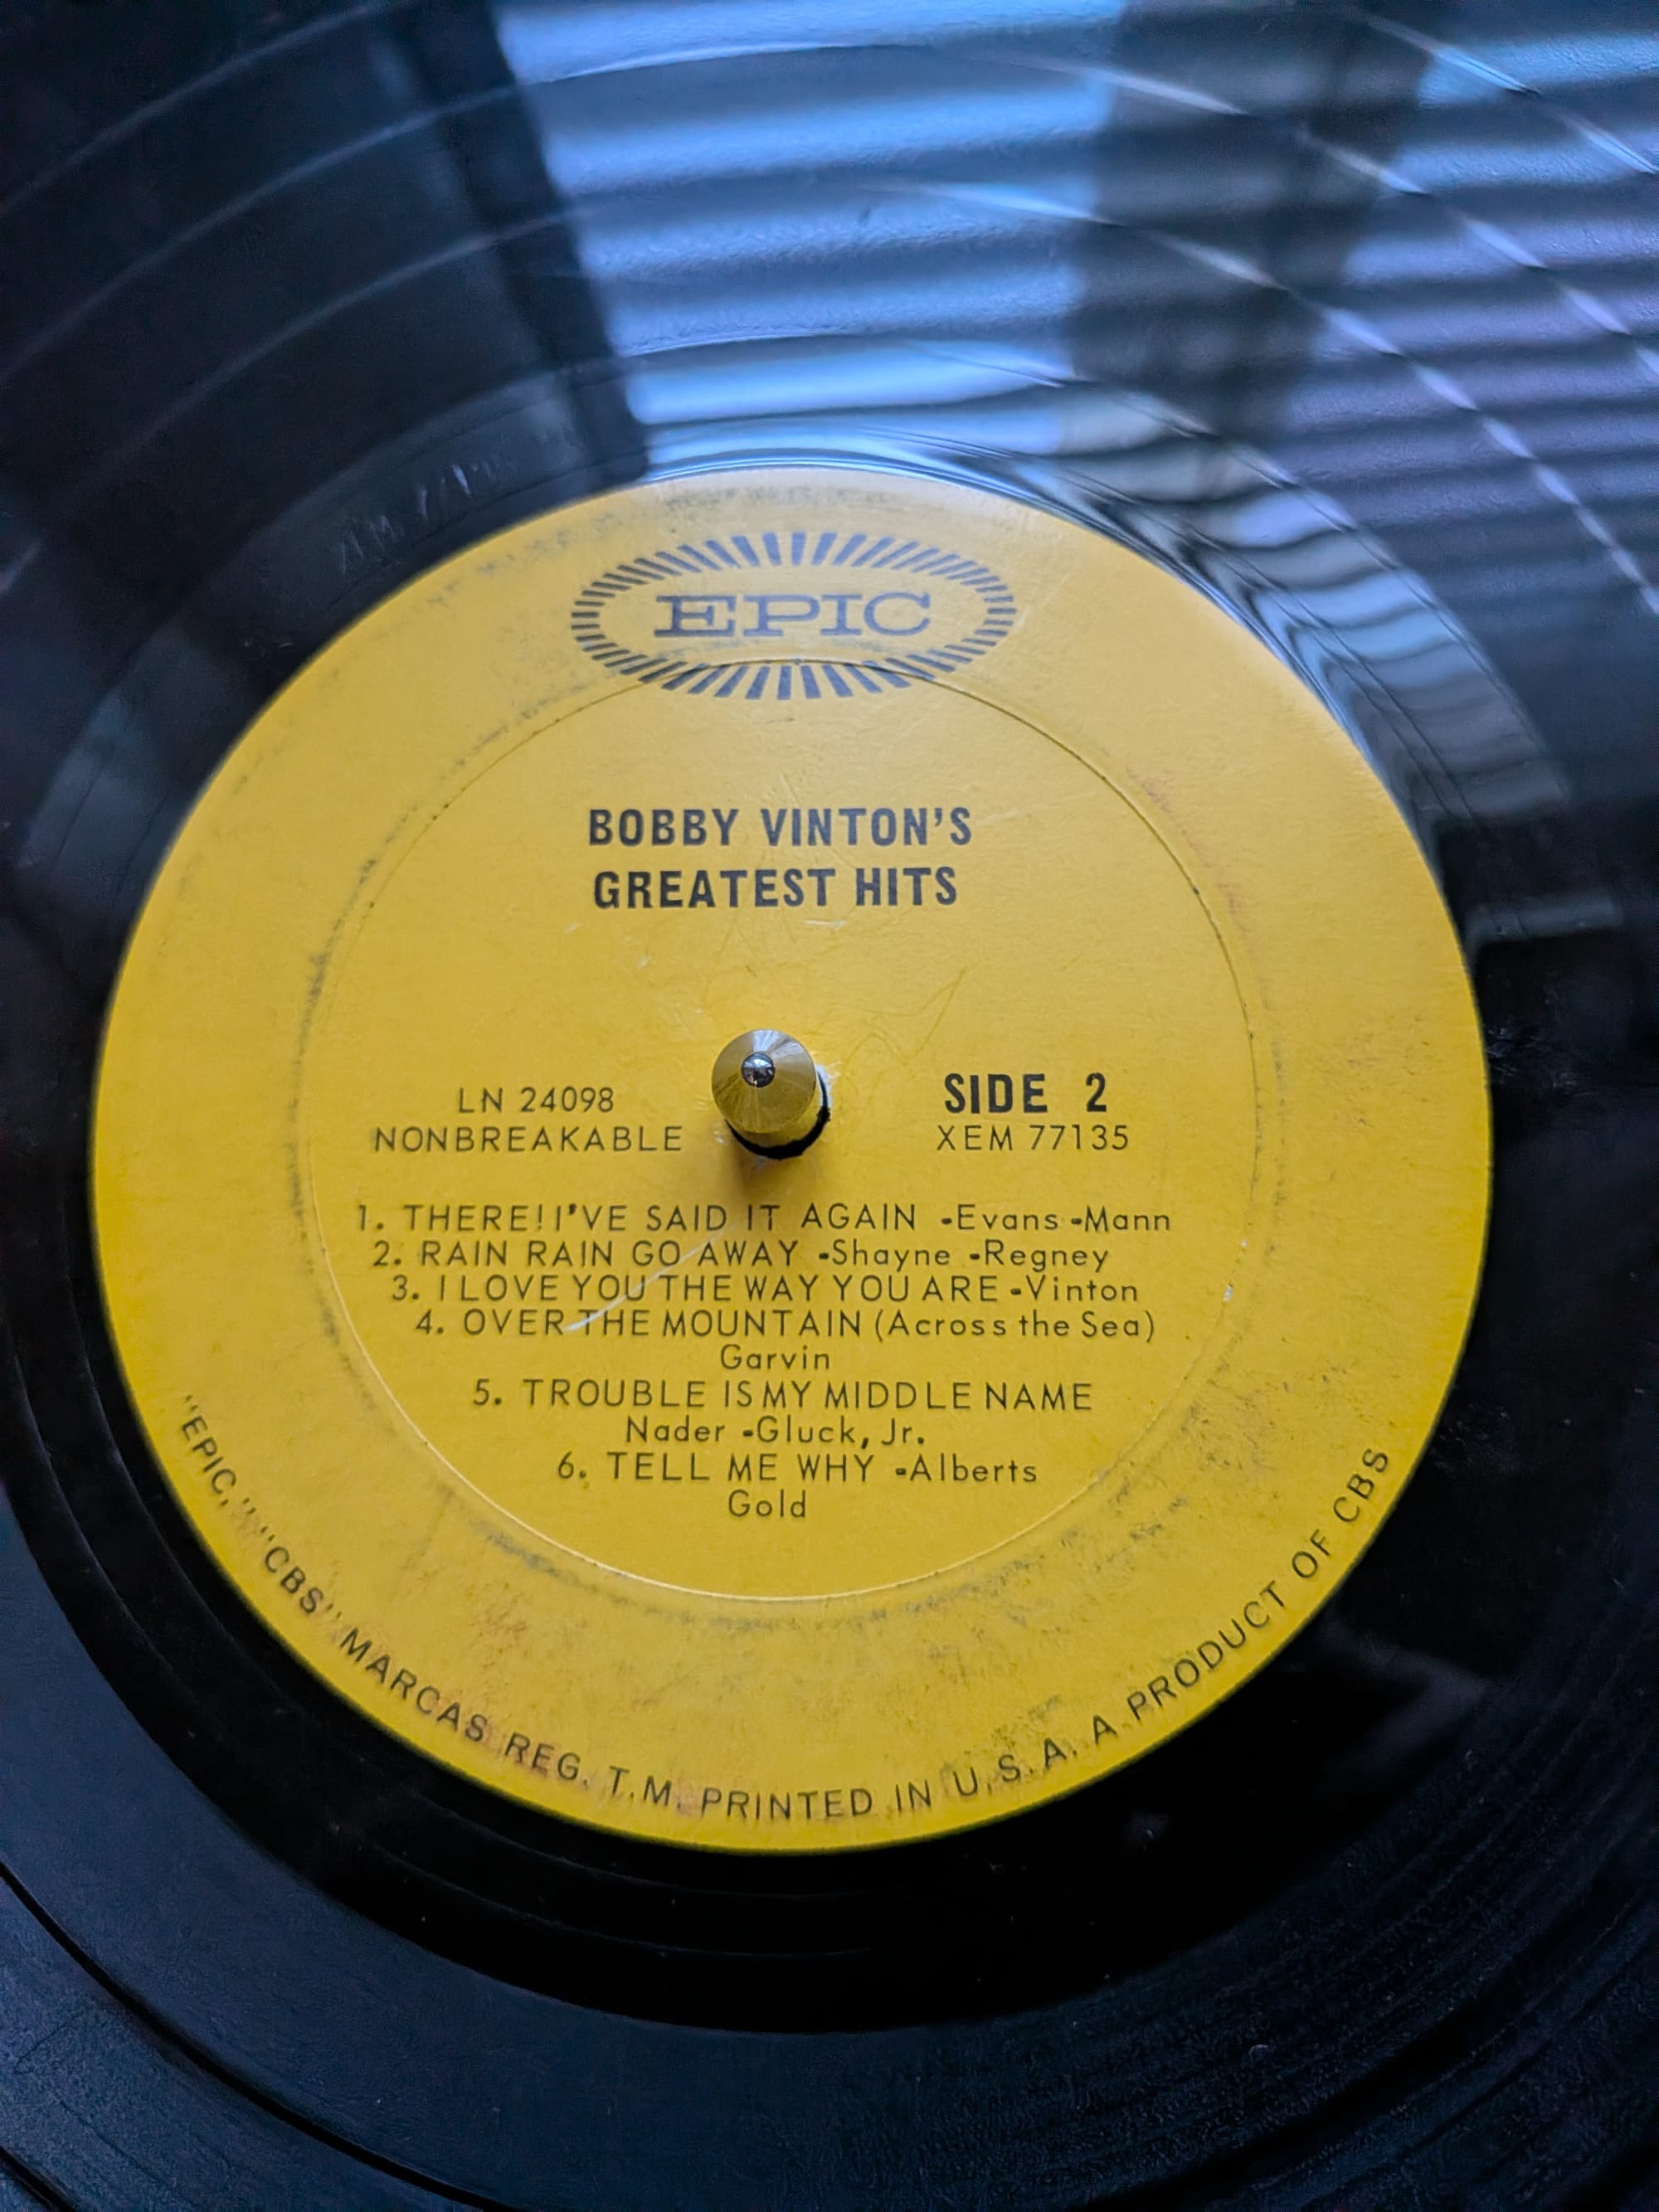 EPIC
BOBBY VINTON'S
GREATEST HITS
LN 24098
NONBREAKABLE
SIDE 2
XEM 77135
1. THERE! I'VE SAID IT AGAIN -Evans -Mann
2. RAIN RAIN GO AWAY -Shayne -Regney
3. I LOVE YOU THE WAY YOU ARE -Vinton
4. OVER THE MOUNTAIN (Across the Sea)
Garvin
5. TROUBLE IS MY MIDDLE NAME
Nader -Gluck, Jr.
6. TELL ME WHY -Alberts
Gold
"EPIC," "CBS" MARCAS REG. T.M. PRINTED IN U.S.A. A PRODUCT OF CBS